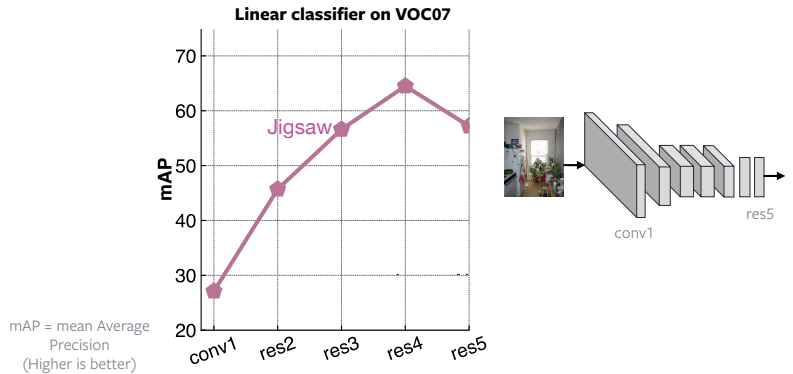 Linear classifier on VOC07
mAP
70
60
50
40
30
20
Jigsaw
conv1
res2
res3
res4
res5
conv1
res5
mAP = mean Average
Precision
(Higher is better)